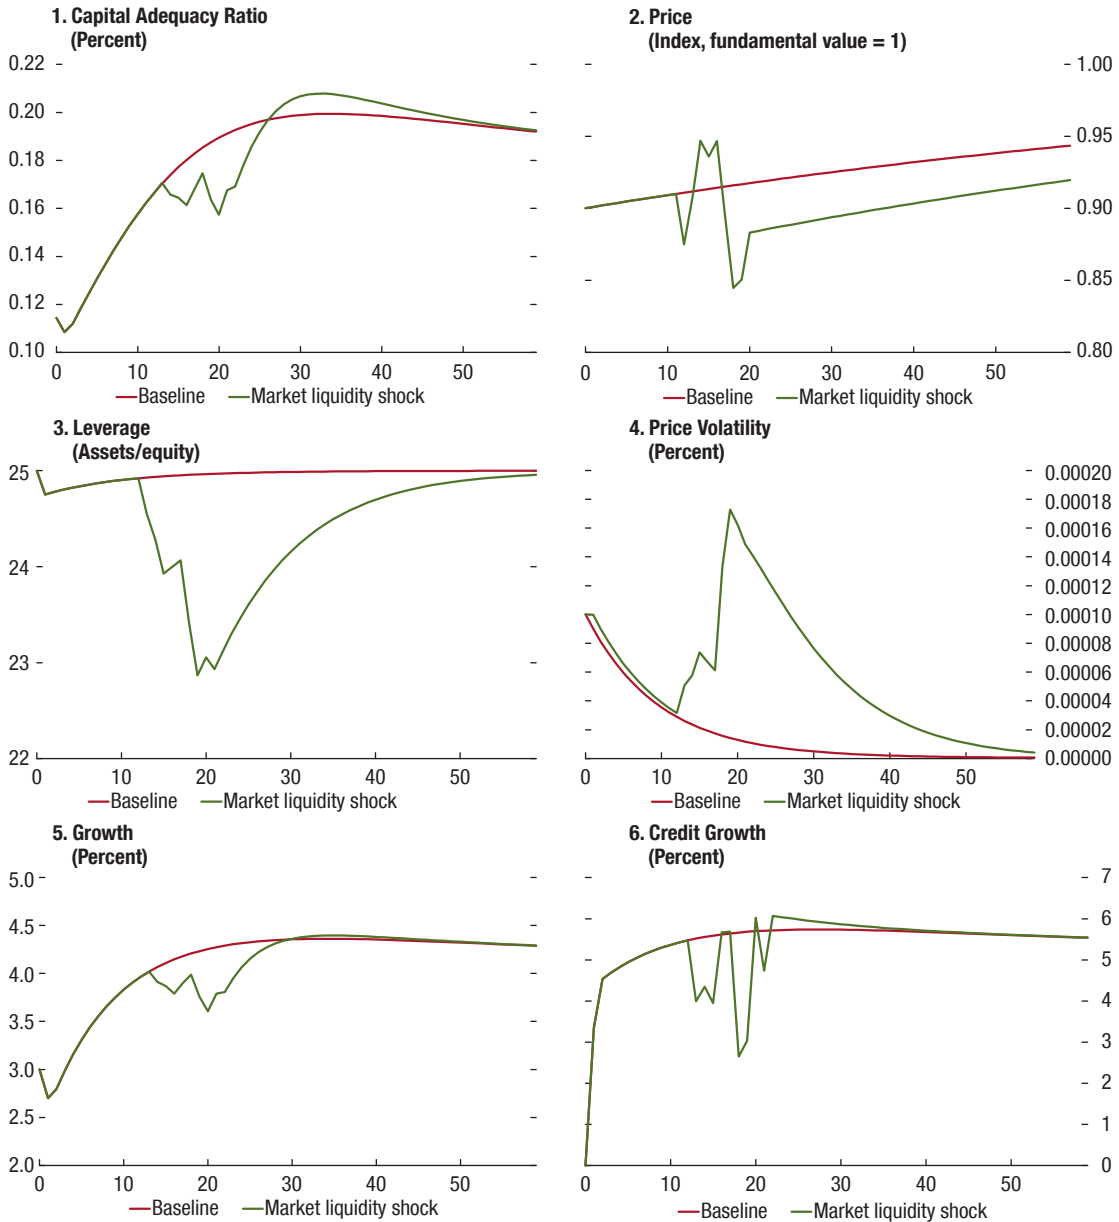 1. Capital Adequacy Ratio
(Percent)
0.22
0.20
0.18
0.16
0.14
0.12
0.10
0 10 20 30 40 50
Baseline Market liquidity shock
2. Price
(Index, fundamental value = 1)
1.00
0.95
0.90
0.85
0.80
0 10 20 30 40 50
Baseline Market liquidity shock
3. Leverage
(Assets/equity)
25
24
23
22
0 10 20 30 40 50
Baseline Market liquidity shock
4. Price Volatility
(Percent)
0.00020
0.00018
0.00016
0.00014
0.00012
0.00010
0.00008
0.00006
0.00004
0.00002
0.00000
0 10 20 30 40 50
Baseline Market liquidity shock
5. Growth
(Percent)
5.0
4.5
4.0
3.5
3.0
2.5
2.0
0 10 20 30 40 50
Baseline Market liquidity shock
6. Credit Growth
(Percent)
7
6
5
4
3
2
1
0
0 10 20 30 40 50
Baseline Market liquidity shock